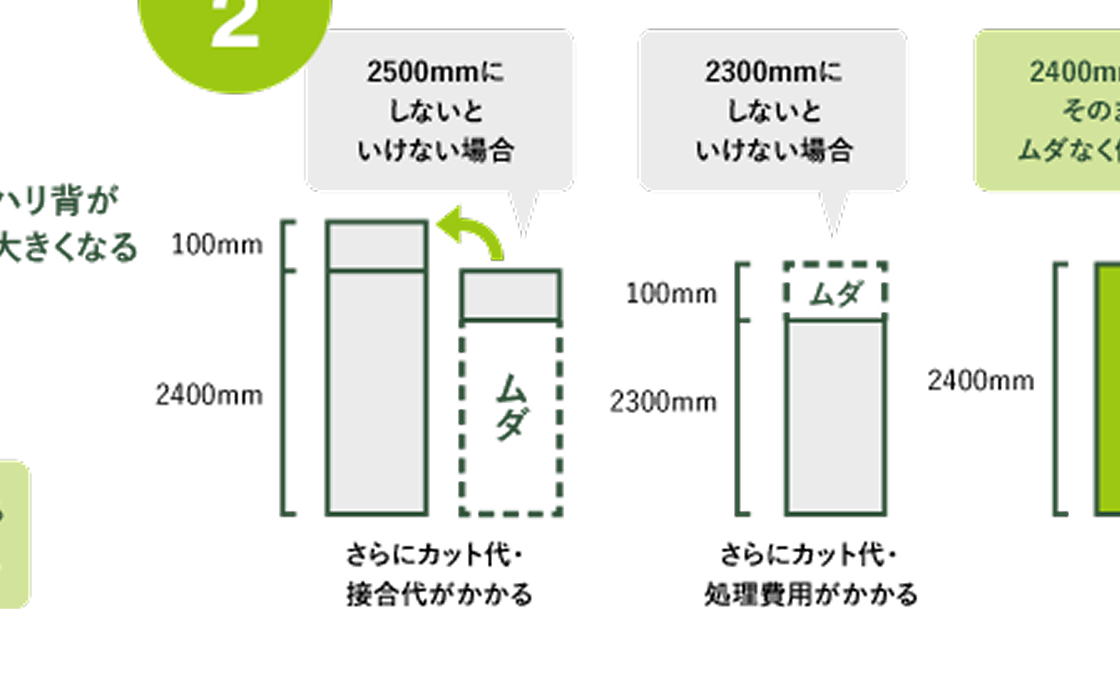 2
2500mmに
しないと
いけない場合
2300mmに
しないと
いけない場合
2400m
その
ムダなく
ハリ背が
大きくなる
100mm
2400mm
ムダ
100mm
2300mm
ムダ
2400mm
さらにカット代・
接合代がかかる
さらにカット代・
処理費用がかかる